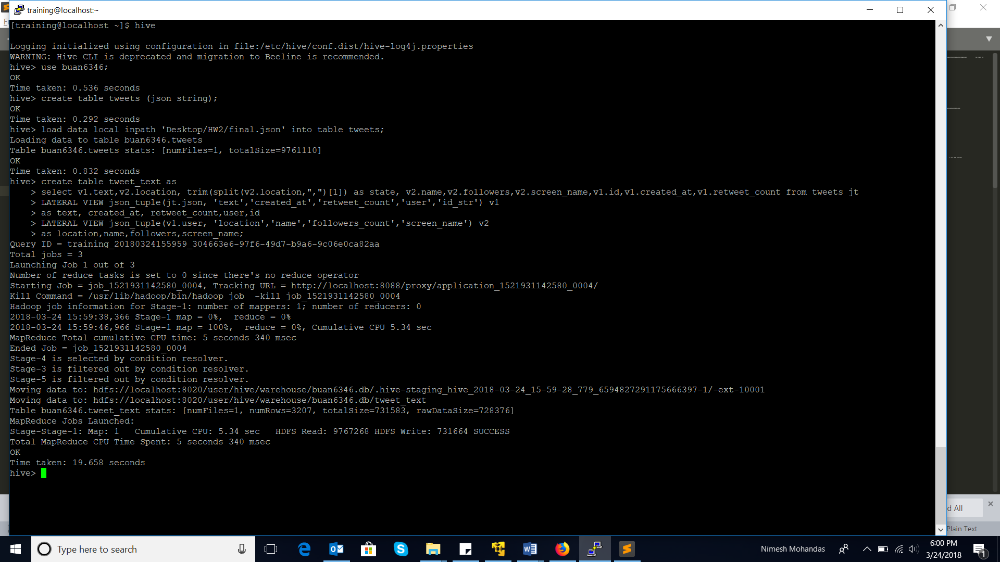 training@localhost:~
[training@localhost ~]$ hive
Logging initialized using configuration in file:/etc/hive/conf.dist/hive-log4j.properties
WARNING: Hive CLI is deprecated and migration to Beeline is recommended.
hive> use buan6346;
OK
Time taken: 0.536 seconds
hive> create table tweets (json string);
OK
Time taken: 0.292 seconds
hive> load data local inpath 'Desktop/HW2/final.json' into table tweets;
Loading data to table buan6346.tweets
Table buan6346.tweets stats: [numFiles=1, totalSize=9761110]
OK
Time taken: 0.832 seconds
hive> create table tweet_text as
    > select v1.text,v2.location, trim(split(v2.location,",")[1]) as state, v2.name,v2.followers,v2.screen_name,v1.id,v1.created_at,v1.retweet_count from tweets jt
    > LATERAL VIEW json_tuple(jt.json, 'text','created_at','retweet_count','user','id_str') v1
    > as text, created_at, retweet_count,user,id
    > LATERAL VIEW json_tuple(v1.user, 'location','name','followers_count','screen_name') v2
    > as location,name,followers,screen_name;
Query ID = training_20180324155959_304663e6-97f6-49d7-b9a6-9c06e0ca82aa
Total jobs = 3
Launching Job 1 out of 3
Number of reduce tasks is set to 0 since there's no reduce operator
Starting Job = job_1521931142580_0004, Tracking URL = http://localhost:8088/proxy/application_1521931142580_0004/
Kill Command = /usr/lib/hadoop/bin/hadoop job  -kill job_1521931142580_0004
Hadoop job information for Stage-1: number of mappers: 1; number of reducers: 0
2018-03-24 15:59:38,366 Stage-1 map = 0%,  reduce = 0%
2018-03-24 15:59:46,966 Stage-1 map = 100%,  reduce = 0%, Cumulative CPU 5.34 sec
MapReduce Total cumulative CPU time: 5 seconds 340 msec
Ended Job = job_1521931142580_0004
Stage-4 is selected by condition resolver.
Stage-3 is filtered out by condition resolver.
Stage-5 is filtered out by condition resolver.
Moving data to: hdfs://localhost:8020/user/hive/warehouse/buan6346.db/.hive-staging_hive_2018-03-24_15-59-28_779_6594827291175666397-1/-ext-10001
Moving data to: hdfs://localhost:8020/user/hive/warehouse/buan6346.db/tweet_text
Table buan6346.tweet_text stats: [numFiles=1, numRows=3207, totalSize=731583, rawDataSize=728376]
MapReduce Jobs Launched:
Stage-Stage-1: Map: 1   Cumulative CPU: 5.34 sec   HDFS Read: 9767268 HDFS Write: 731664 SUCCESS
Total MapReduce CPU Time Spent: 5 seconds 340 msec
OK
Time taken: 19.658 seconds
hive>
d All
Plain Text
Type here to search
Nimesh Mohandas
6:00 PM
3/24/2018
1